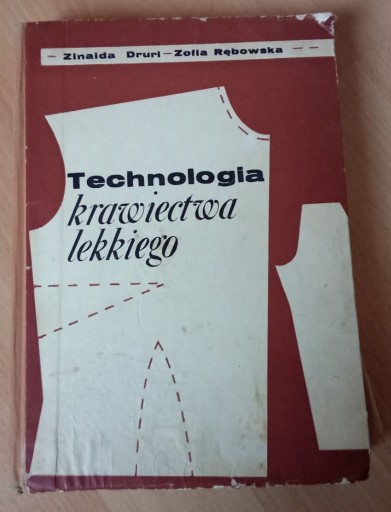 Zinaida Druri – Zofia Rębowska
Technologia
krawiectwa
lekkiego